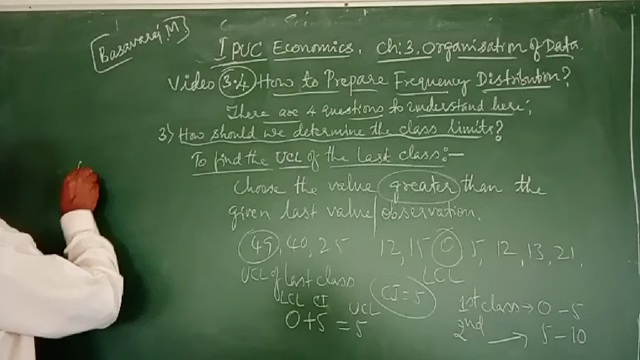 Basavaraj M
I PUC Economics. Ch: 3. Organisation of Data
Video 3.4 How to Prepare Frequency Distribution?
There are 4 questions to understand here;
3) How should we determine the class limits?
To find the UCL of the Last class:-
Choose the value greater than the
given last value/observation.
45, 40, 25 12, 15 0 5, 12, 13, 21,
UCL of last class CI=5 LCL
LCL CI UCL 1st class → 0 - 5
0+5 = 5 2nd → 5-10